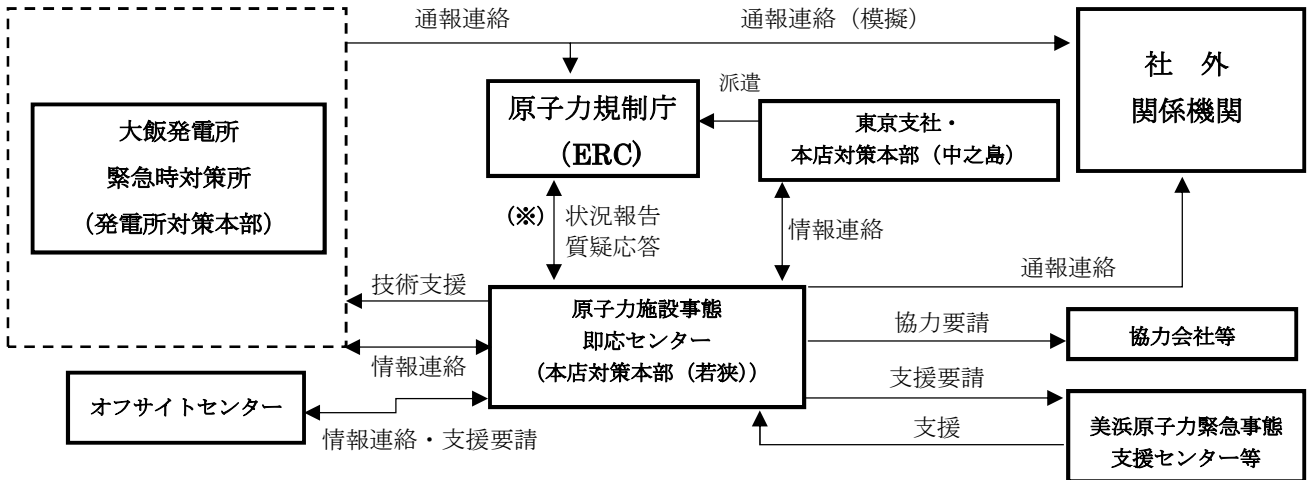 通報連絡
通報連絡（模擬）
社　外
関係機関
大飯発電所
緊急時対策所
（発電所対策本部）
原子力規制庁
（ERC）
派遣
東京支社・
本店対策本部（中之島）
（※）
状況報告
質疑応答
情報連絡
通報連絡
技術支援
原子力施設事態
即応センター
（本店対策本部（若狭））
協力要請
協力会社等
情報連絡
支援要請
オフサイトセンター
情報連絡・支援要請
支援
美浜原子力緊急事態
支援センター等